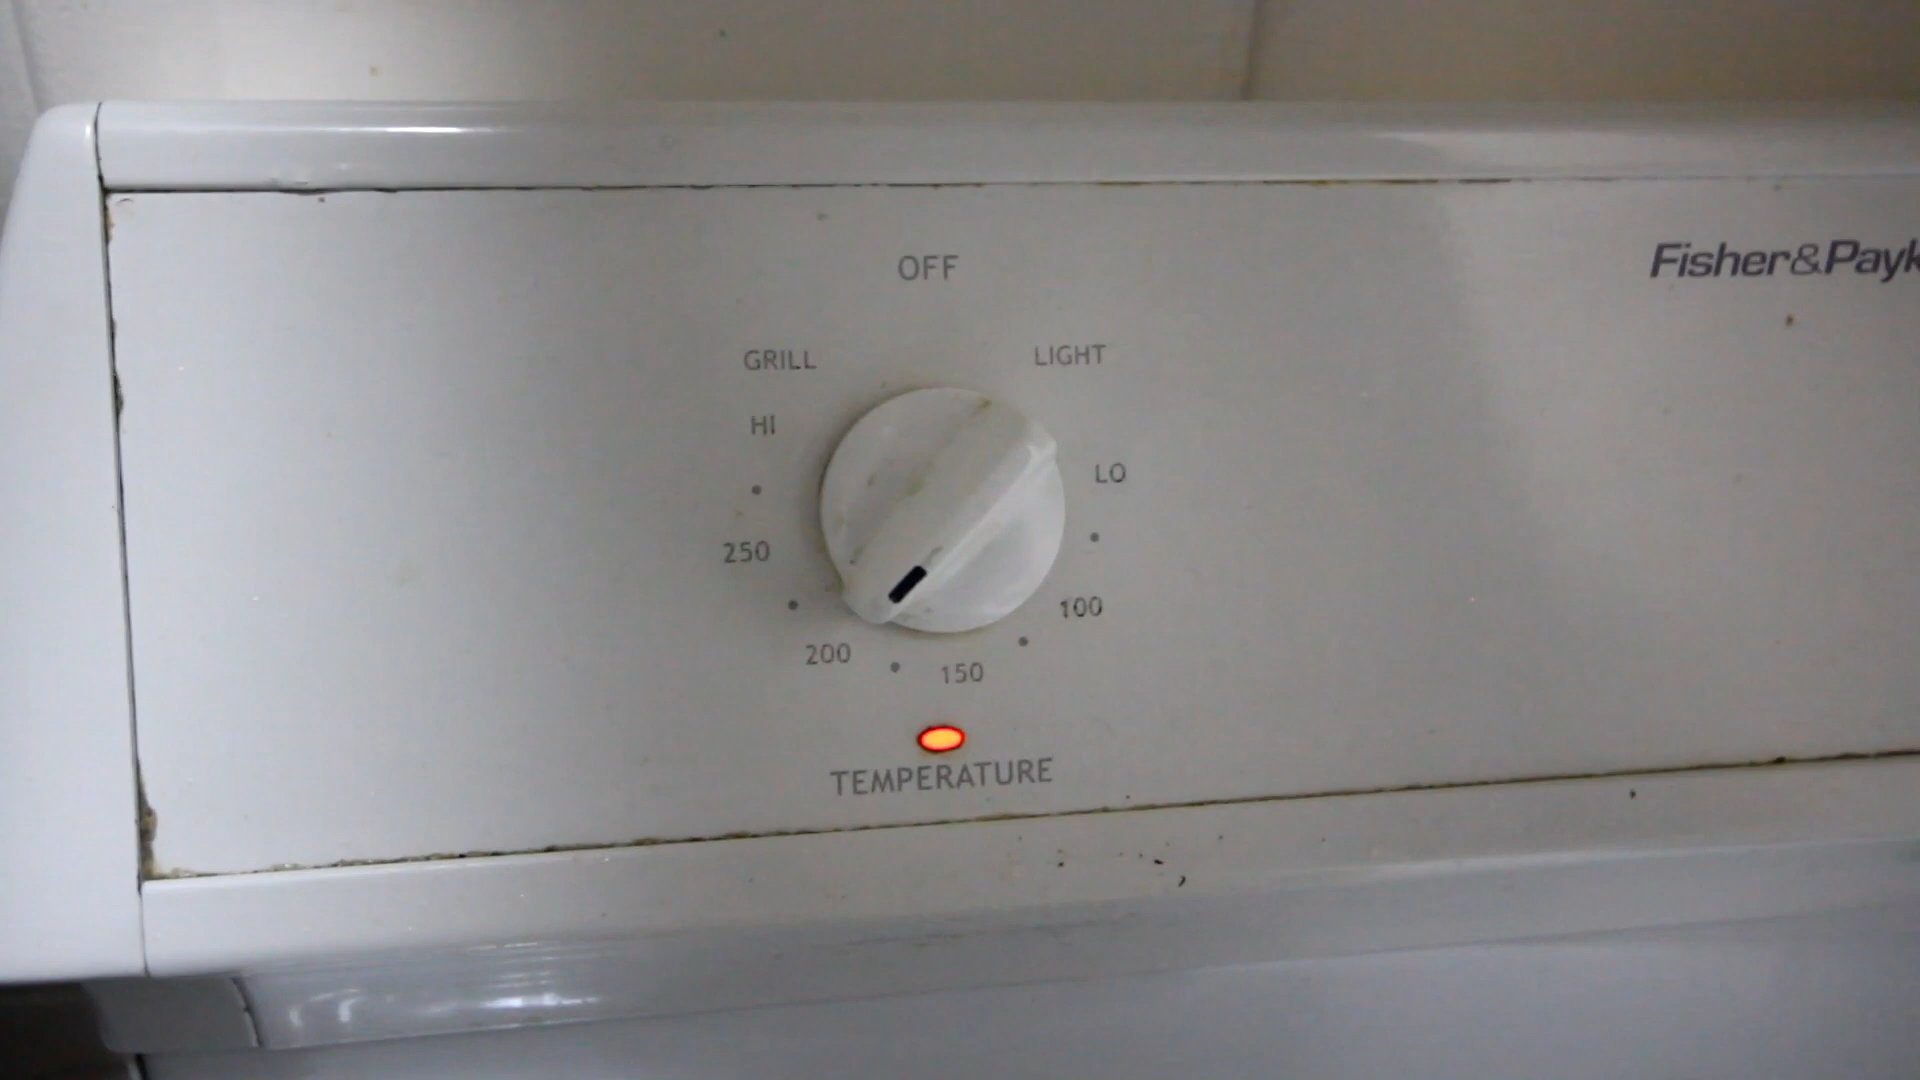 OFF
Fisher&Payk
GRILL
LIGHT
HI
LO
250
100
200
150
TEMPERATURE